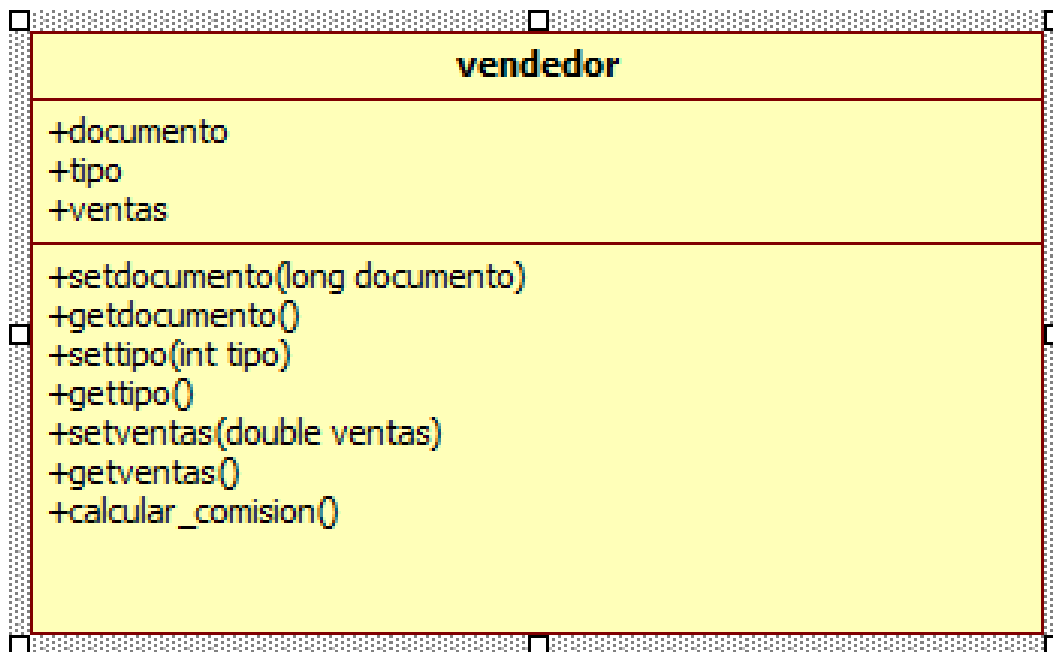 vendedor
+documento
+tipo
+ventas
+setdocumento(long documento)
+getdocumento()
+settipo(int tipo)
+gettipo()
+setventas(double ventas)
+getventas()
+calcular_comision()